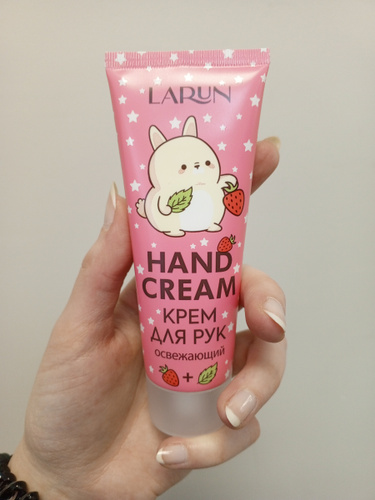 LARUN
HAND
CREAM
КРЕМ
ДЛЯ РУК
освежающий
+